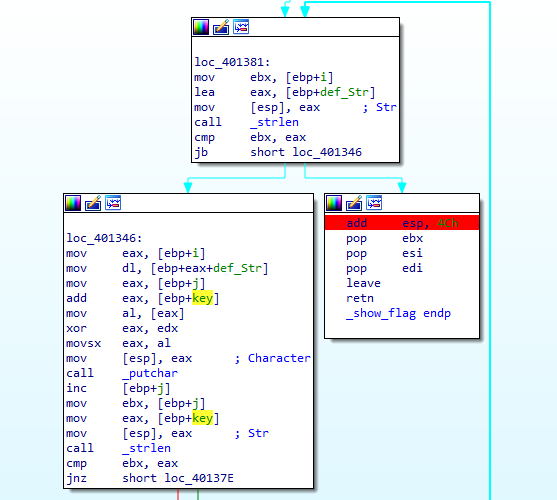 loc_401381:
mov ebx, [ebp+i]
lea eax, [ebp+def_Str]
mov [esp], eax ; Str
call _strlen
cmp ebx, eax
jb short loc_401346
loc_401346:
mov eax, [ebp+i]
mov dl, [ebp+eax+def_Str]
mov eax, [ebp+j]
add eax, [ebp+key]
mov al, [eax]
xor eax, edx
movsx eax, al
mov [esp], eax ; Character
call _putchar
inc [ebp+j]
mov ebx, [ebp+j]
mov eax, [ebp+key]
mov [esp], eax ; Str
call _strlen
cmp ebx, eax
jnz short loc_40137E
add esp, 4Ch
pop ebx
pop esi
pop edi
leave
retn
_show_flag endp